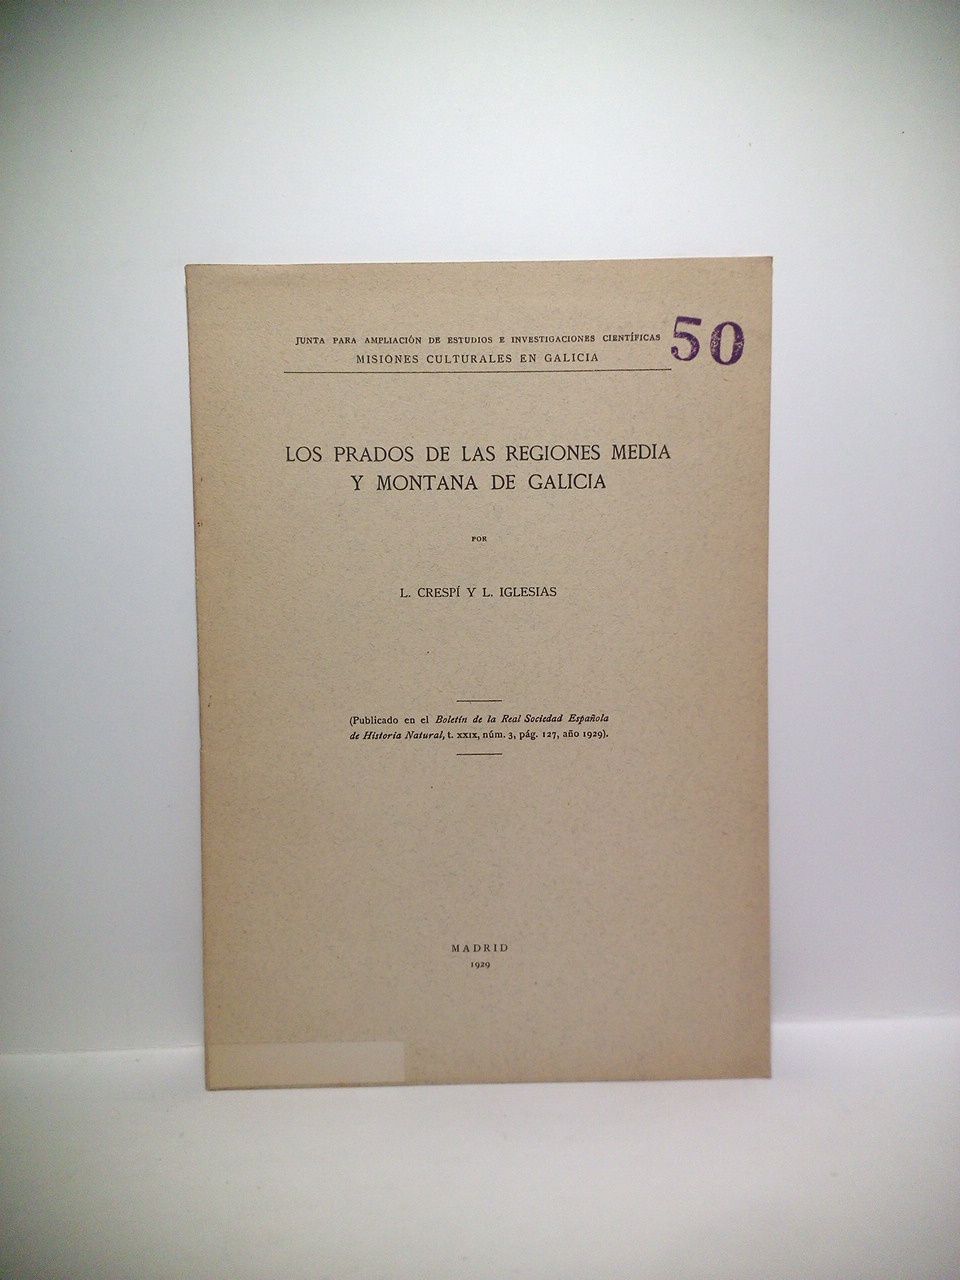 JUNTA PARA AMPLIACIÓN DE ESTUDIOS E INVESTIGACIONES CIENTÍFICAS
MISIONES CULTURALES EN GALICIA
50
LOS PRADOS DE LAS REGIONES MEDIA
Y MONTANA DE GALICIA
POR
L. CRESPÍ Y L. IGLESIAS
(Publicado en el Boletín de la Real Sociedad Española
de Historia Natural, t. XXIX, núm. 3, pág. 127, año 1929).
MADRID
1929